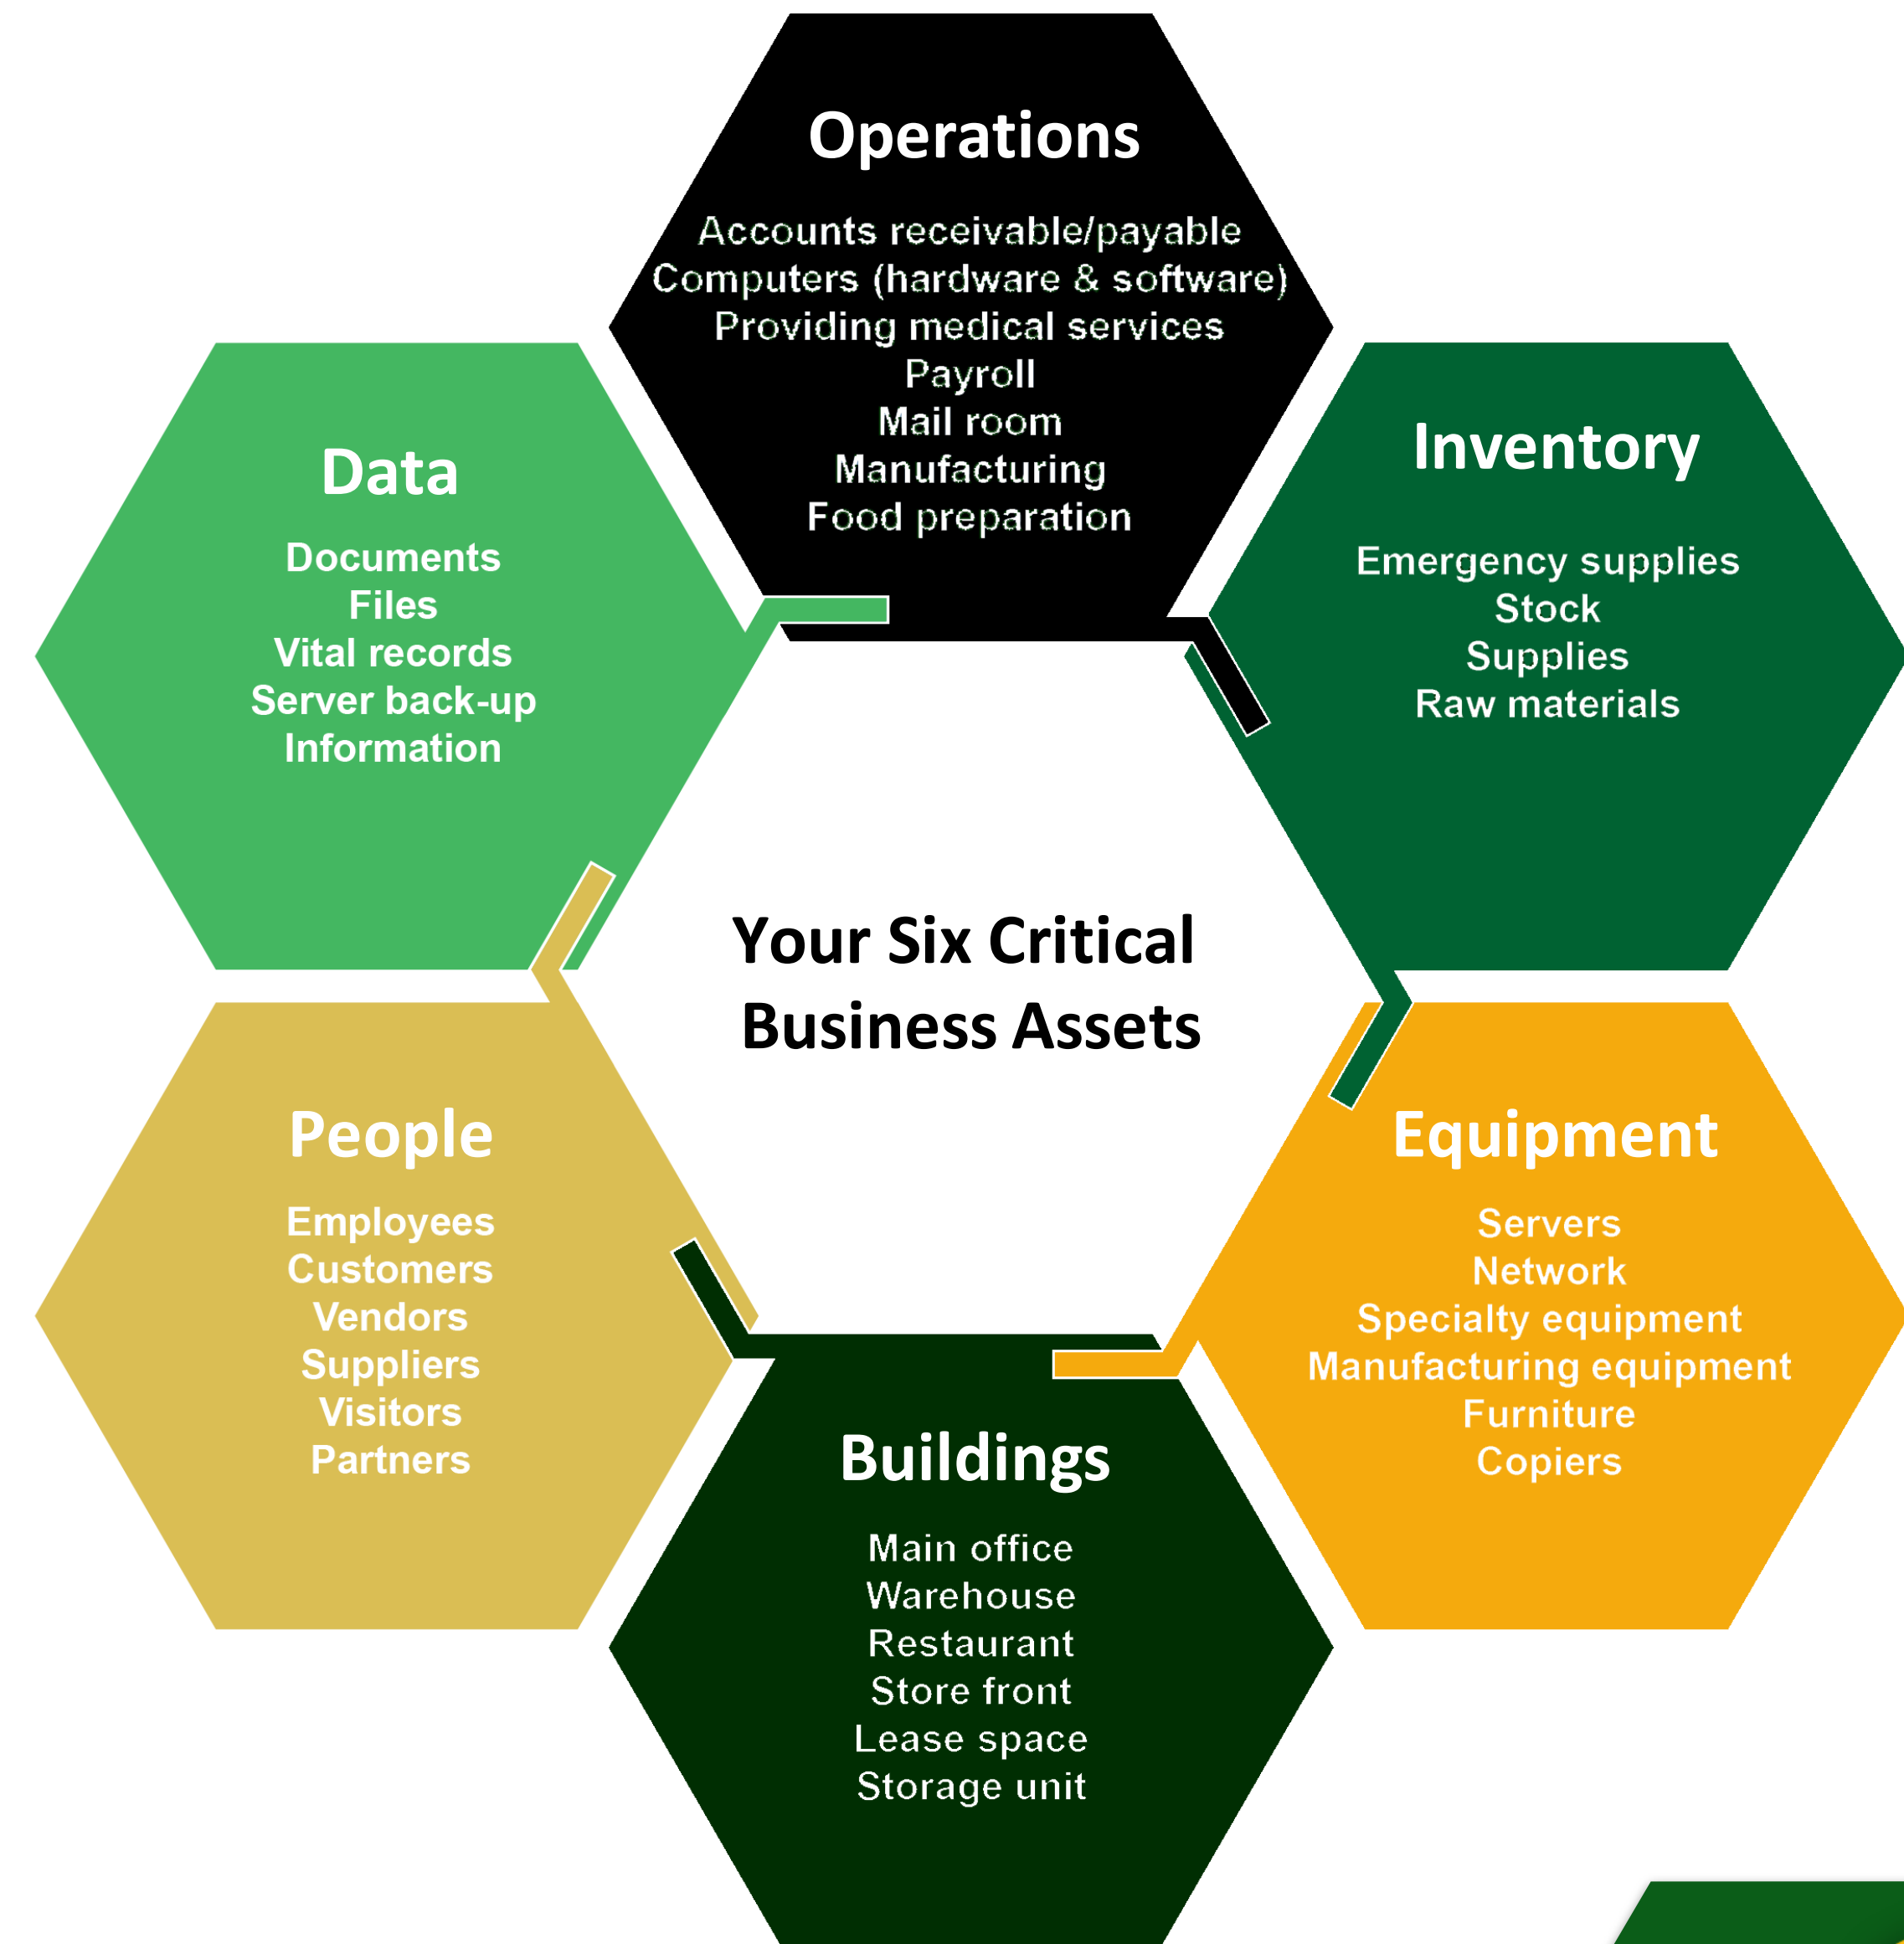 Operations
Accounts receivable/payable
Computers (hardware & software)
Providing medical services
Payroll
Mail room
Manufacturing
Food preparation
Data
Documents
Files
Vital records
Server back-up
Information
Inventory
Emergency supplies
Stock
Supplies
Raw materials
Your Six Critical
Business Assets
People
Employees
Customers
Vendors
Suppliers
Visitors
Partners
Equipment
Servers
Network
Specialty equipment
Manufacturing equipment
Furniture
Copiers
Buildings
Main office
Warehouse
Restaurant
Store front
Lease space
Storage unit